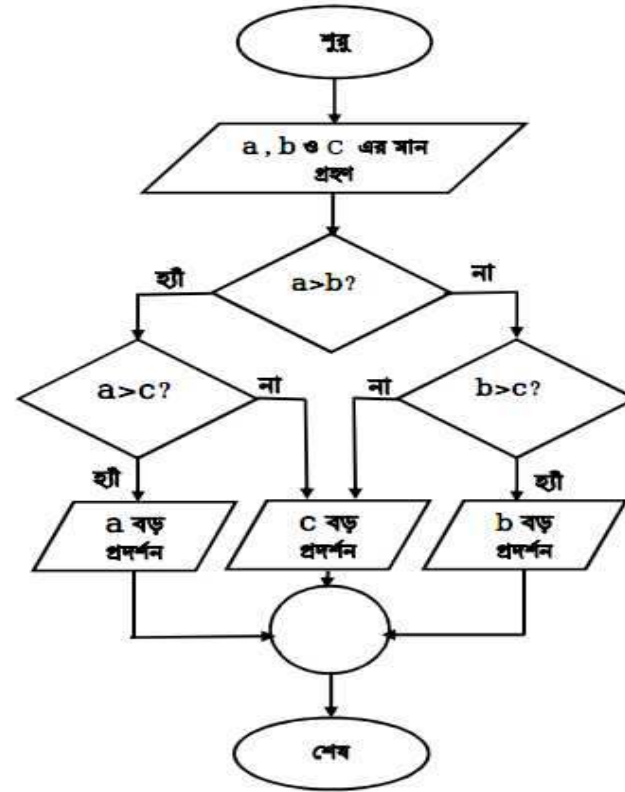 শুরু
a,b ও C এর মান
গ্রহণ
হ্যাঁ
না
a>b?
a>c?
না
না
b>c?
হ্যাঁ
হ্যাঁ
a বড়
প্রদর্শন
C বড়
প্রদর্শন
b বড়
প্রদর্শন
শেষ